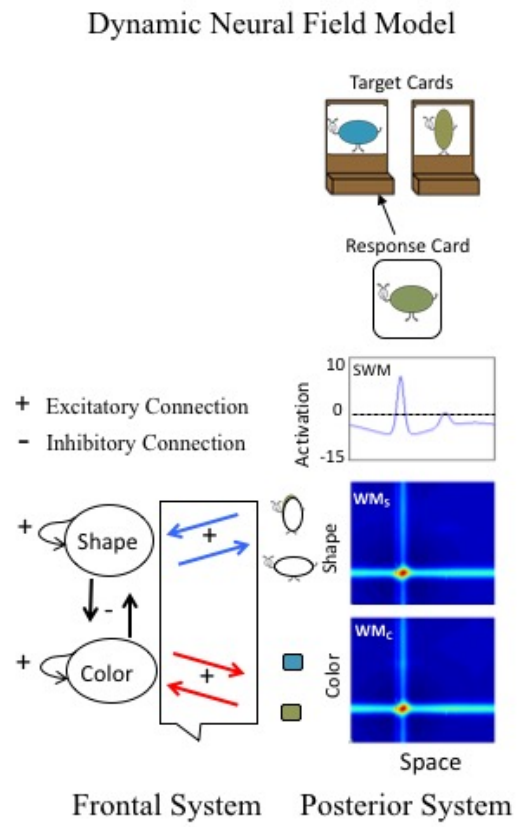 Dynamic Neural Field Model
Target Cards
Response Card
10
SWM
0
Activation
-15
+ Excitatory Connection
- Inhibitory Connection
WMS
+
Shape
+
Shape
-
WMC
+
Color
+
Color
Space
Frontal System
Posterior System